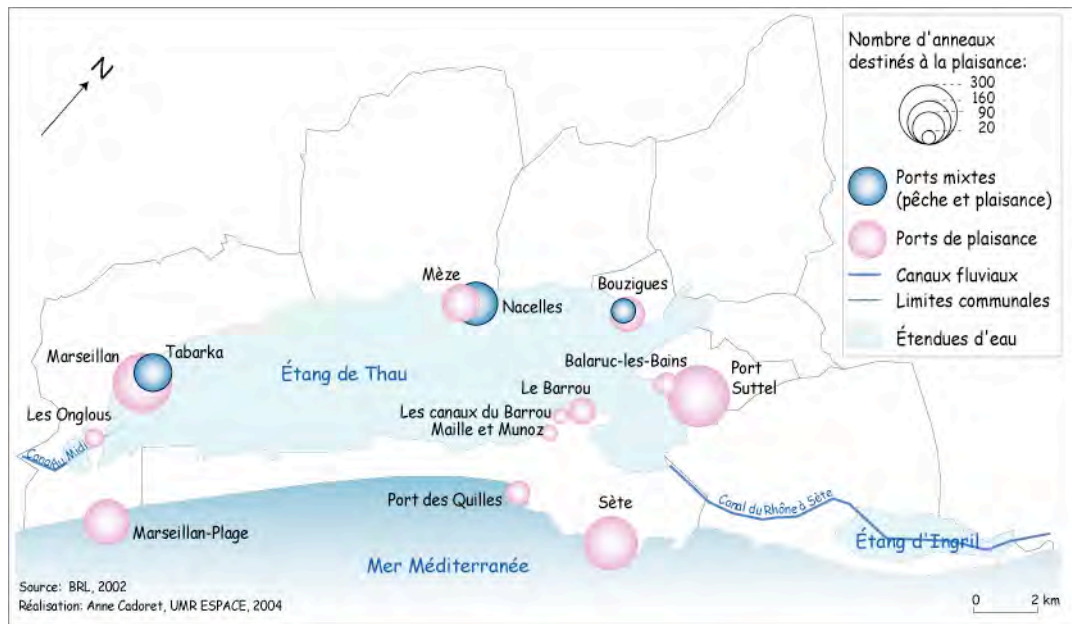 N
Nombre d'anneaux
destinés à la plaisance:
300
160
90
20
Ports mixtes
(pêche et plaisance)
Ports de plaisance
Canaux fluviaux
Limites communales
Étendues d'eau
Mèze
Nacelles
Bouzigues
Marseillan
Tabarka
Étang de Thau
Balaruc-les-Bains
Port
Suttel
Le Barrou
Les Onglous
Les canaux du Barrou
Maille et Munoz
Canal du Midi
Port des Quilles
Sète
Canal du Rhône à Sète
Marseillan-Plage
Étang d'Ingril
Mer Méditerranée
Source: BRL, 2002
Réalisation: Anne Cadoret, UMR ESPACE, 2004
0 2 km